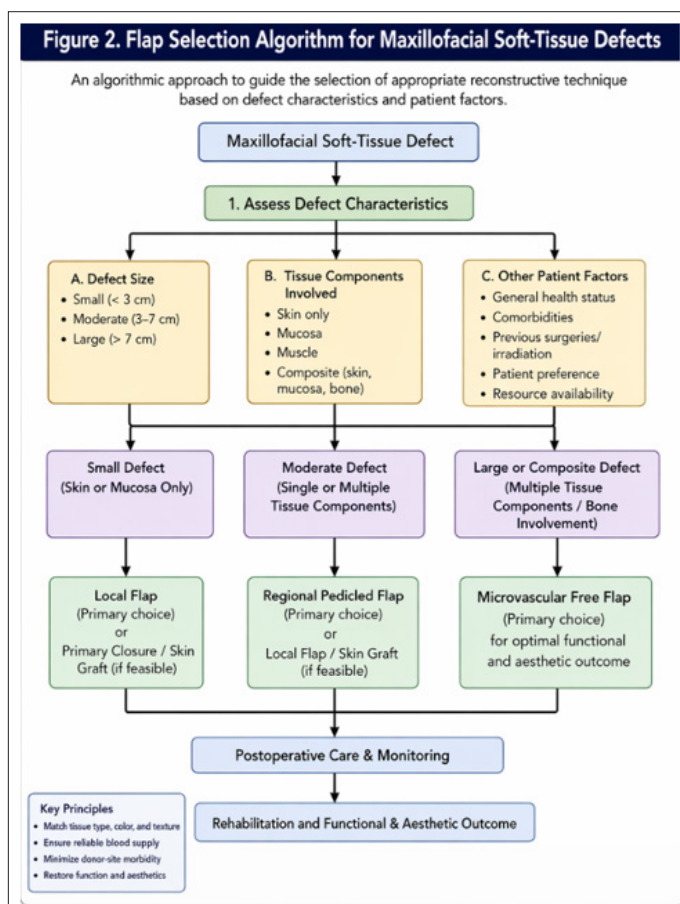 Figure 2. Flap Selection Algorithm for Maxillofacial Soft-Tissue Defects
An algorithmic approach to guide the selection of appropriate reconstructive technique
based on defect characteristics and patient factors.
Maxillofacial Soft-Tissue Defect
1. Assess Defect Characteristics
A. Defect Size
• Small (< 3 cm)
• Moderate (3–7 cm)
• Large (> 7 cm)
B. Tissue Components
Involved
• Skin only
• Mucosa
• Muscle
• Composite (skin,
mucosa, bone)
C. Other Patient Factors
• General health status
• Comorbidities
• Previous surgeries/
irradiation
• Patient preference
• Resource availability
Small Defect
(Skin or Mucosa Only)
Moderate Defect
(Single or Multiple
Tissue Components)
Large or Composite Defect
(Multiple Tissue
Components / Bone
Involvement)
Local Flap
(Primary choice)
or
Primary Closure / Skin
Graft (if feasible)
Regional Pedicled Flap
(Primary choice)
or
Local Flap / Skin Graft
(if feasible)
Microvascular Free Flap
(Primary choice)
for optimal functional
and aesthetic outcome
Postoperative Care & Monitoring
Rehabilitation and Functional & Aesthetic Outcome
Key Principles
• Match tissue type, color, and texture
• Ensure reliable blood supply
• Minimize donor-site morbidity
• Restore function and aesthetics